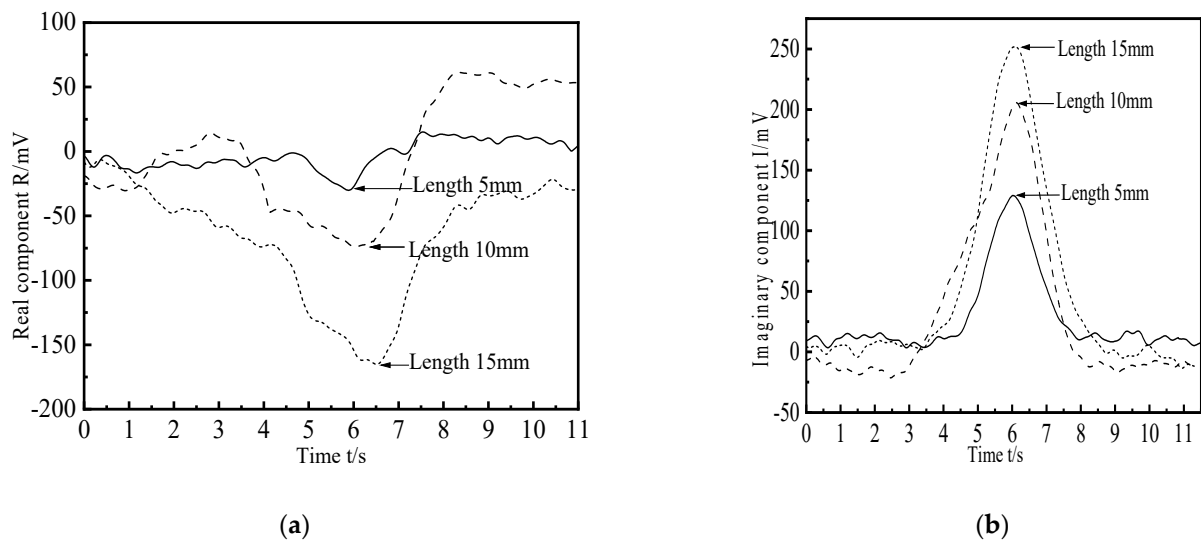 100
50
0
-50
-100
-150
-200
Real component R/mV
Length 5mm
Length 10mm
Length 15mm
0 1 2 3 4 5 6 7 8 9 10 11
Time t/s
(a)
250
200
150
100
50
0
-50
Imaginary component I/m V
Length 15mm
Length 10mm
Length 5mm
0 1 2 3 4 5 6 7 8 9 10 11
Time t/s
(b)